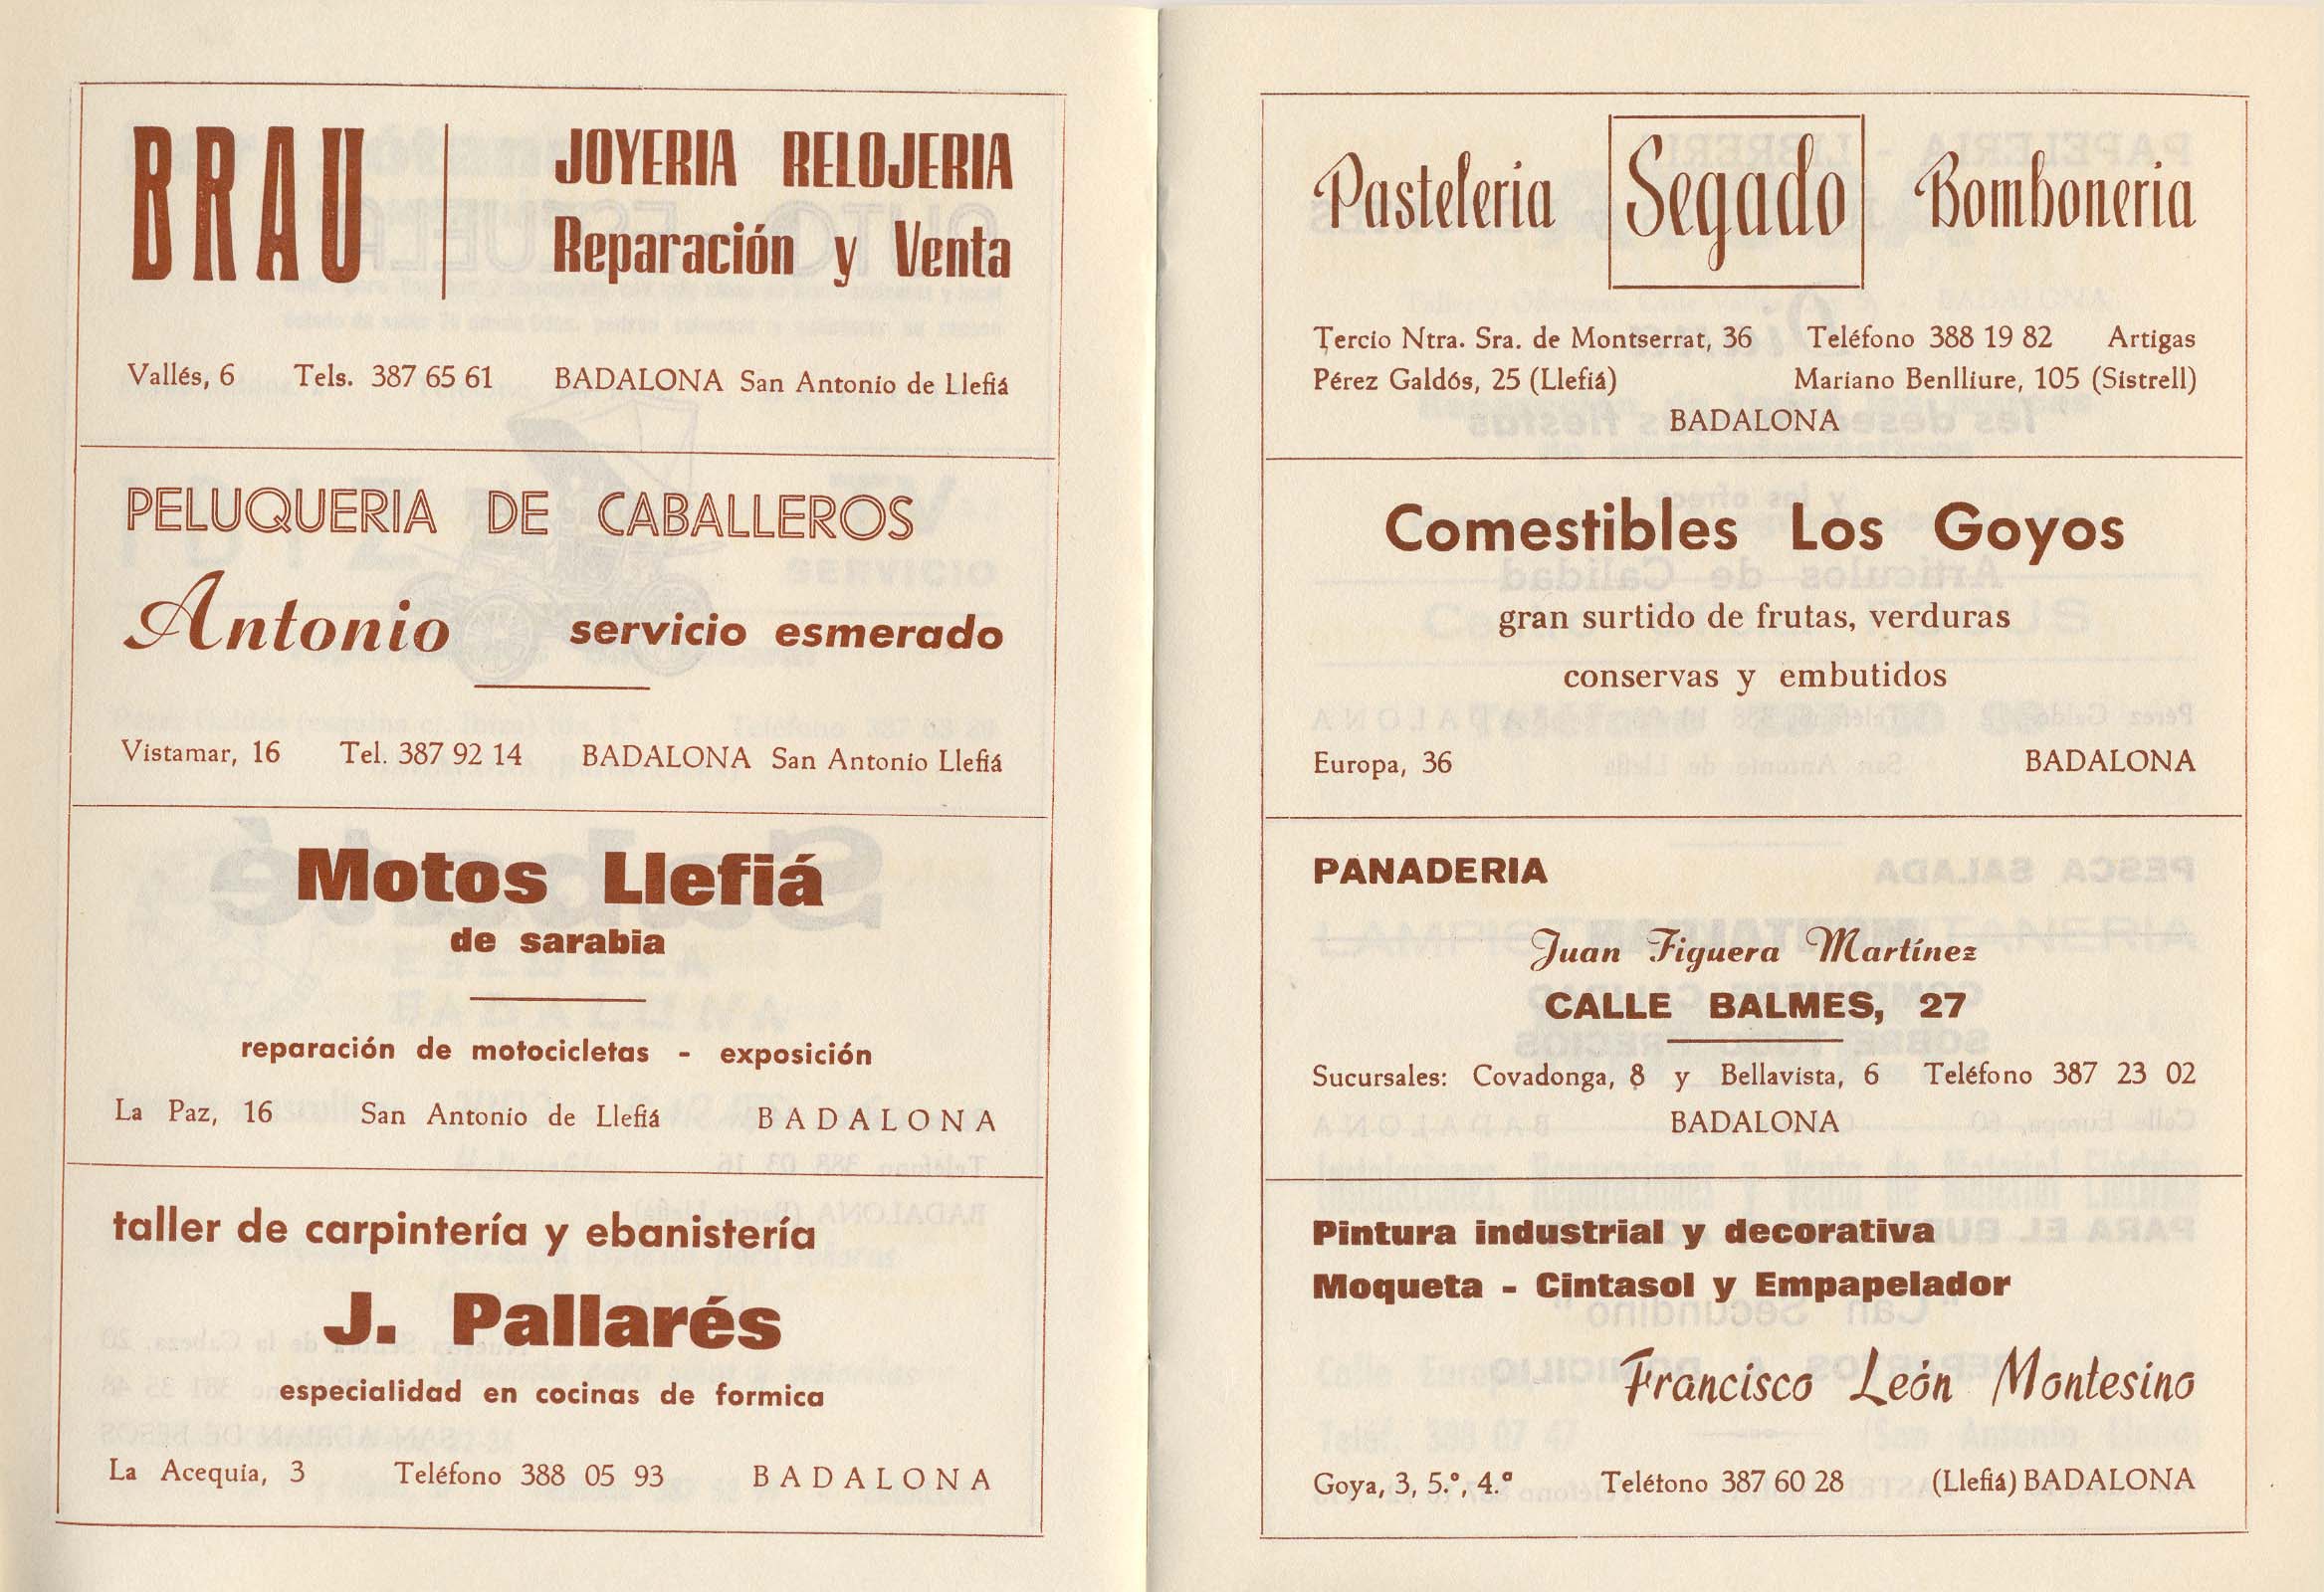 BRAU
JOYERIA RELOJERIA
Reparación y Venta
Vallés, 6 Tels. 387 65 61 BADALONA San Antonio de Llefiá
PELUQUERIA DE CABALLEROS
Antonio servicio esmerado
Vistamar, 16 Tel. 387 92 14 BADALONA San Antonio Llefiá
Motos Llefiá
de sarabia
reparación de motocicletas - exposición
La Paz, 16 San Antonio de Llefiá BADALONA
taller de carpintería y ebanistería
J. Pallarés
especialidad en cocinas de formica
La Acequia, 3 Teléfono 388 05 93 BADALONA
Pasteleria Segado Bomboneria
Tercio Ntra. Sra. de Montserrat, 36 Teléfono 388 19 82 Artigas
Pérez Galdós, 25 (Llefiá) Mariano Benlliure, 105 (Sistrell)
BADALONA
Comestibles Los Goyos
gran surtido de frutas, verduras
conservas y embutidos
Europa, 36 BADALONA
PANADERIA
Juan Figuera Martínez
CALLE BALMES, 27
Sucursales: Covadonga, 8 y Bellavista, 6 Teléfono 387 23 02
BADALONA
Pintura industrial y decorativa
Moqueta - Cintasol y Empapelador
Francisco León Montesino
Goya, 3, 5.º, 4.ª Telétono 387 60 28 (Llefiá) BADALONA